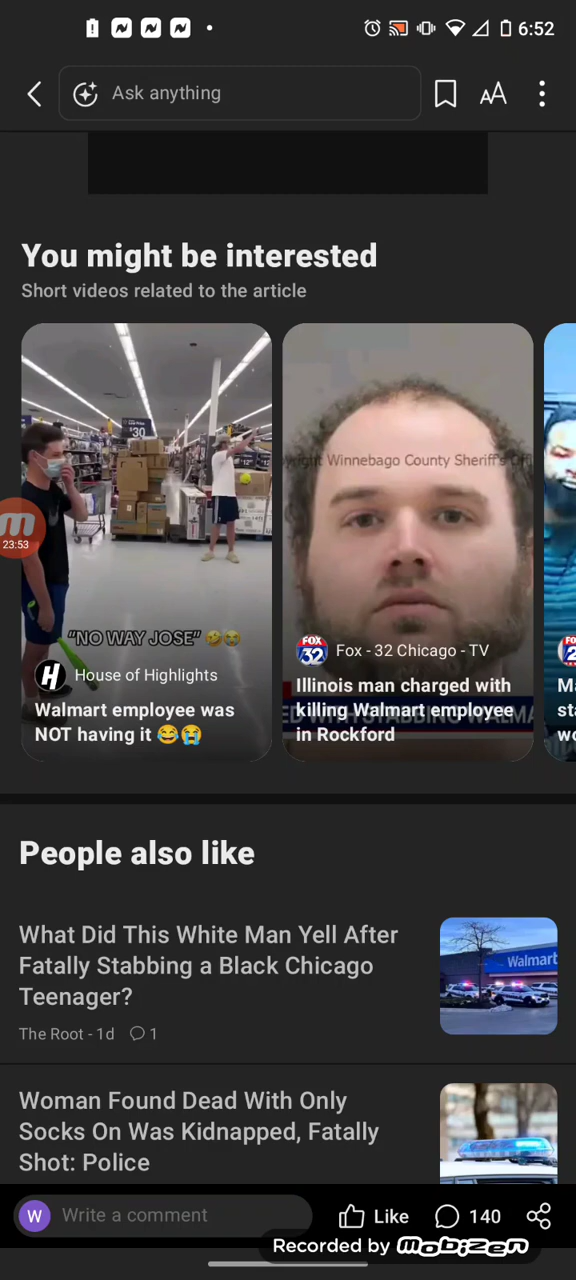 6:52
Ask anything
AA
You might be interested
Short videos related to the article
30
23:53
"NO WAY JOSE" 🤣😭
House of Highlights
Walmart employee was
NOT having it 😂😭
Winnebago County Sheriff's
FOX
32
Fox - 32 Chicago - TV
Illinois man charged with
killing Walmart employee
in Rockford
People also like
What Did This White Man Yell After
Fatally Stabbing a Black Chicago
Teenager?
Walmart
The Root - 1d 1
Woman Found Dead With Only
Socks On Was Kidnapped, Fatally
Shot: Police
W Write a comment Like 140
Recorded by mobizen